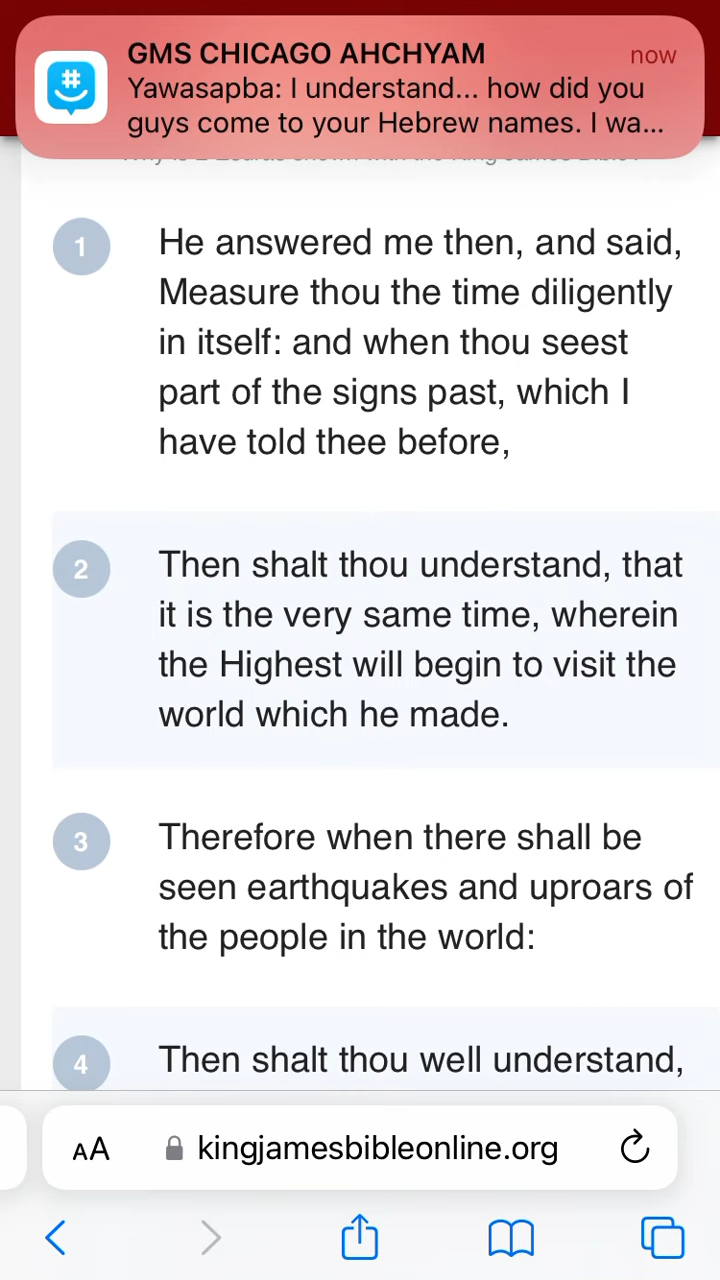 GMS CHICAGO AHCHYAM
now
Yawasapba: I understand... how did you
guys come to your Hebrew names. I wa...
1
He answered me then, and said,
Measure thou the time diligently
in itself: and when thou seest
part of the signs past, which I
have told thee before,
2
Then shalt thou understand, that
it is the very same time, wherein
the Highest will begin to visit the
world which he made.
3
Therefore when there shall be
seen earthquakes and uproars of
the people in the world:
4
Then shalt thou well understand,
AA
kingjamesbibleonline.org